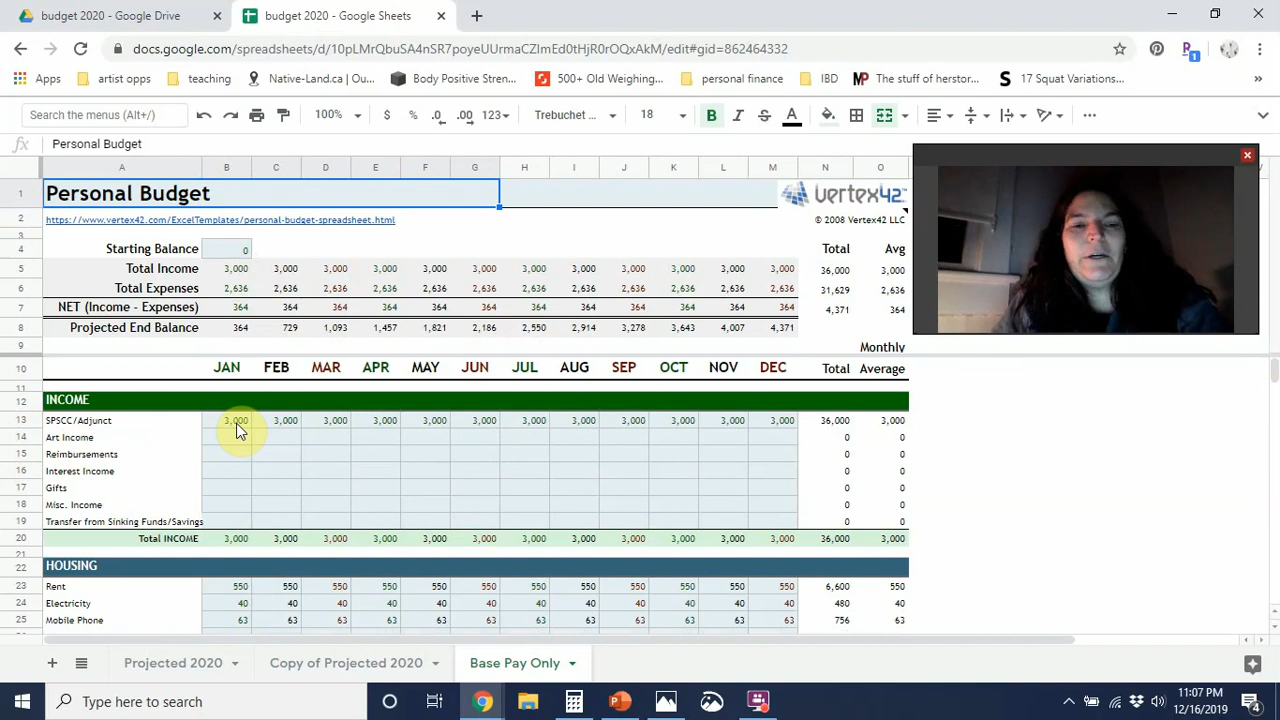 budget 2020 - Google Drive
budget 2020 - Google Sheets
docs.google.com/spreadsheets/d/10pLMrQbuSA4nSR7poyeUUrmaCZlmEd0tHjR0rOQxAkM/edit#gid=862464332
Apps artist opps teaching Native-Land.ca | Ou... Body Positive Stren... 500+ Old Weighing... personal finance IBD The stuff of herstor... 17 Squat Variations...
Search the menus (Alt+/) 100% $ % .0 .00 123 Trebuchet ... 18 B I S A
fx Personal Budget
A B C D E F G H I J K L M N O
1 Personal Budget vertex42
2 https://www.vertex42.com/ExcelTemplates/personal-budget-spreadsheet.html © 2008 Vertex42 LLC
3
4 Starting Balance 0 Total Avg
5 Total Income 3,000 3,000 3,000 3,000 3,000 3,000 3,000 3,000 3,000 3,000 3,000 3,000 36,000 3,000
6 Total Expenses 2,636 2,636 2,636 2,636 2,636 2,636 2,636 2,636 2,636 2,636 2,636 2,636 31,629 2,636
7 NET (Income - Expenses) 364 364 364 364 364 364 364 364 364 364 364 364 4,371 364
8 Projected End Balance 364 729 1,093 1,457 1,821 2,186 2,550 2,914 3,278 3,643 4,007 4,371
9 Monthly
10 JAN FEB MAR APR MAY JUN JUL AUG SEP OCT NOV DEC Total Average
11
12 INCOME
13 SPSCC/Adjunct 3,000 3,000 3,000 3,000 3,000 3,000 3,000 3,000 3,000 3,000 3,000 3,000 36,000 3,000
14 Art Income 0 0
15 Reimbursements 0 0
16 Interest Income 0 0
17 Gifts 0 0
18 Misc. Income 0 0
19 Transfer from Sinking Funds/Savings 0 0
20 Total INCOME 3,000 3,000 3,000 3,000 3,000 3,000 3,000 3,000 3,000 3,000 3,000 3,000 36,000 3,000
21
22 HOUSING
23 Rent 550 550 550 550 550 550 550 550 550 550 550 550 6,600 550
24 Electricity 40 40 40 40 40 40 40 40 40 40 40 40 480 40
25 Mobile Phone 63 63 63 63 63 63 63 63 63 63 63 63 756 63
Projected 2020 Copy of Projected 2020 Base Pay Only
Type here to search
11:07 PM
12/16/2019
4